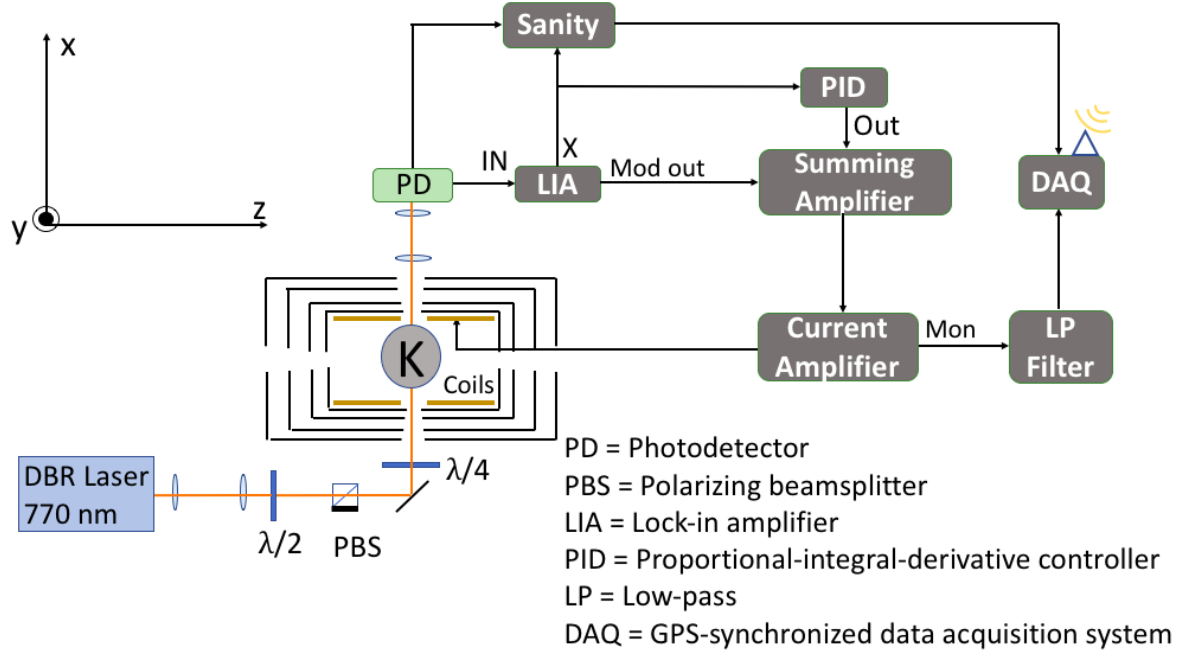 x
y
z
Sanity
PID
Out
IN
X
PD
LIA
Mod out
Summing
Amplifier
DAQ
K
Coils
Current
Amplifier
Mon
LP
Filter
DBR Laser
770 nm
λ/2
PBS
λ/4
PD = Photodetector
PBS = Polarizing beamsplitter
LIA = Lock-in amplifier
PID = Proportional-integral-derivative controller
LP = Low-pass
DAQ = GPS-synchronized data acquisition system